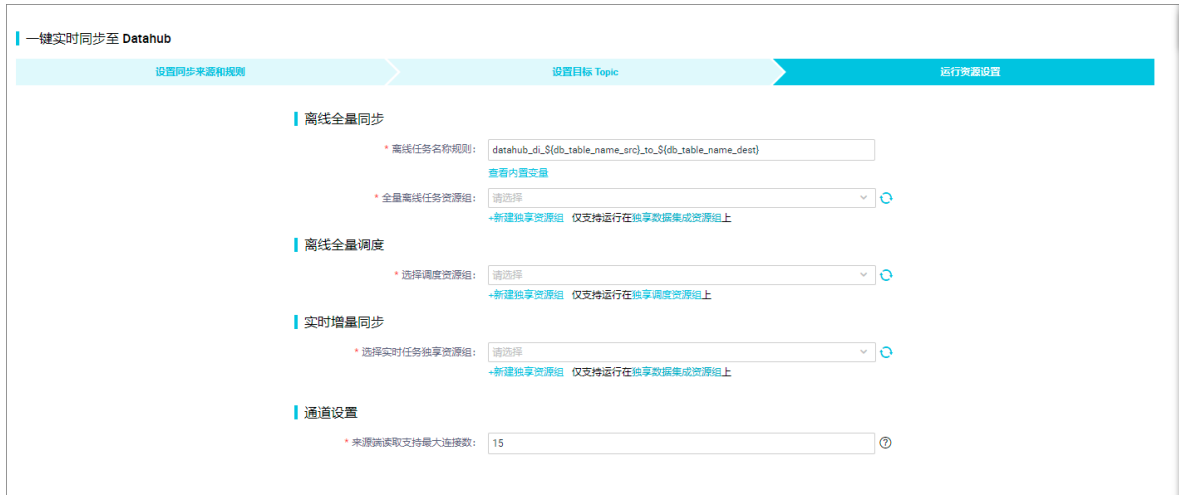 一键实时同步至 Datahub
设置同步来源和规则
设置目标 Topic
运行资源设置
离线全量同步
* 离线任务名称规则: datahub_di_${db_table_name_src}_to_${db_table_name_dest}
查看内置变量
* 全量离线任务资源组: 请选择
+新建独享资源组 仅支持运行在独享数据集成资源组上
离线全量调度
* 选择调度资源组: 请选择
+新建独享资源组 仅支持运行在独享调度资源组上
实时增量同步
* 选择实时任务独享资源组: 请选择
+新建独享资源组 仅支持运行在独享数据集成资源组上
通道设置
* 来源端读取支持最大连接数: 15